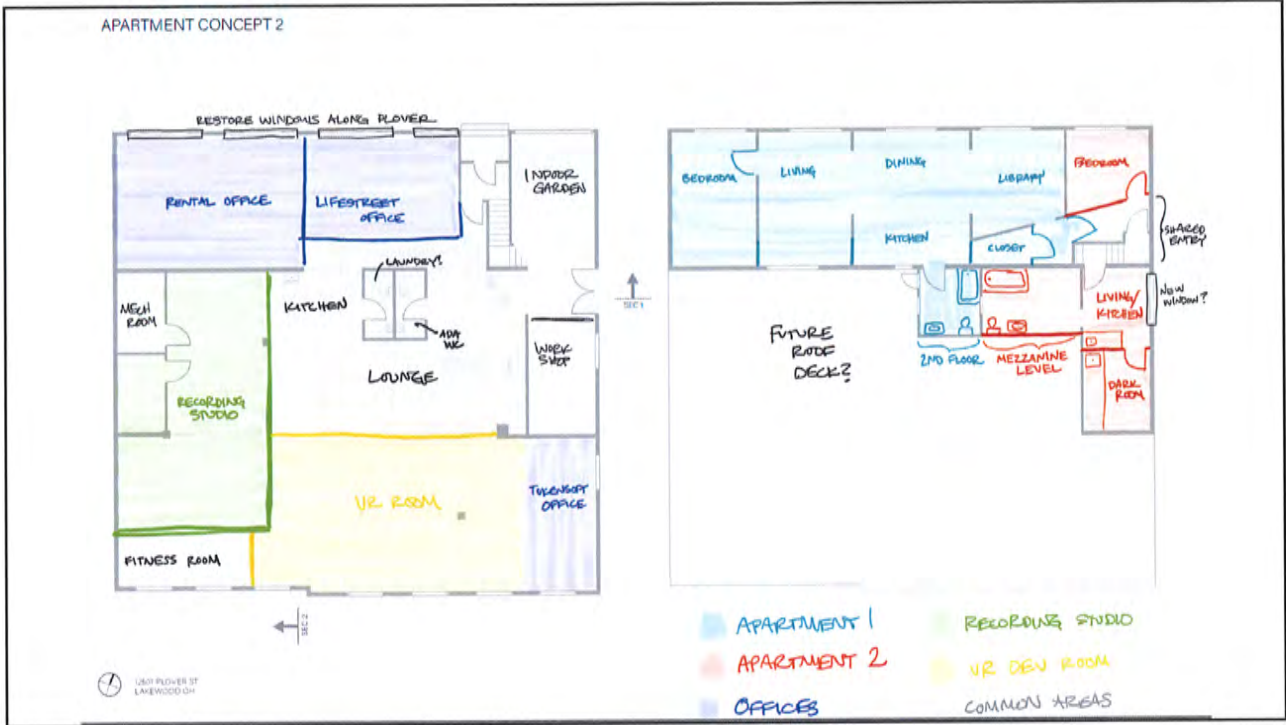 APARTMENT CONCEPT 2
RESTORE WINDOWS ALONG PLOVER
RENTAL OFFICE
LIFESTREET
OFFICE
INDOOR
GARDEN
LAUNDRY?
KITCHEN
MECH
ROOM
ADA
WC
WORK
SHOP
LOUNGE
RECORDING
STUDIO
VR ROOM
TOKENSOFT
OFFICE
FITNESS ROOM
SEC 1
SEC 2
BEDROOM
LIVING
DINING
LIBRARY
BEDROOM
KITCHEN
CLOSET
SHARED
ENTRY
LIVING/
KITCHEN
NEW
WINDOW?
FUTURE
ROOF
DECK?
2ND FLOOR
MEZZANINE
LEVEL
DARK
ROOM
APARTMENT 1
APARTMENT 2
OFFICES
RECORDING STUDIO
VR DEV ROOM
COMMON AREAS
PLOVER ST
LAKEWOOD OH